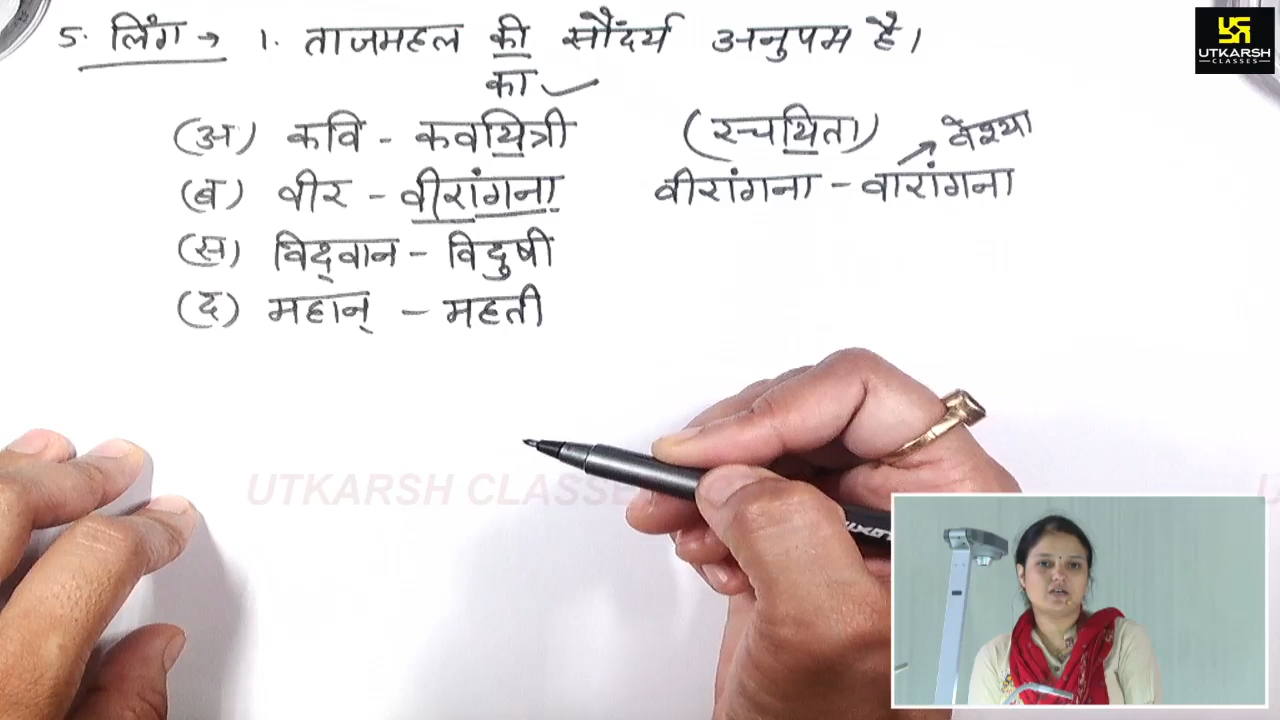 5. लिंग → 1. ताजमहल की सौंदर्य अनुपम है।
का ✓
(अ) कवि - कवयित्री (रचयिता)
वेश्या
(ब) वीर - वीरांगना वीरांगना - वारांगना
(स) विद्वान - विदुषी
(द) महान् - महती
UTKARSH CLASSES
UTKARSH
CLASSES